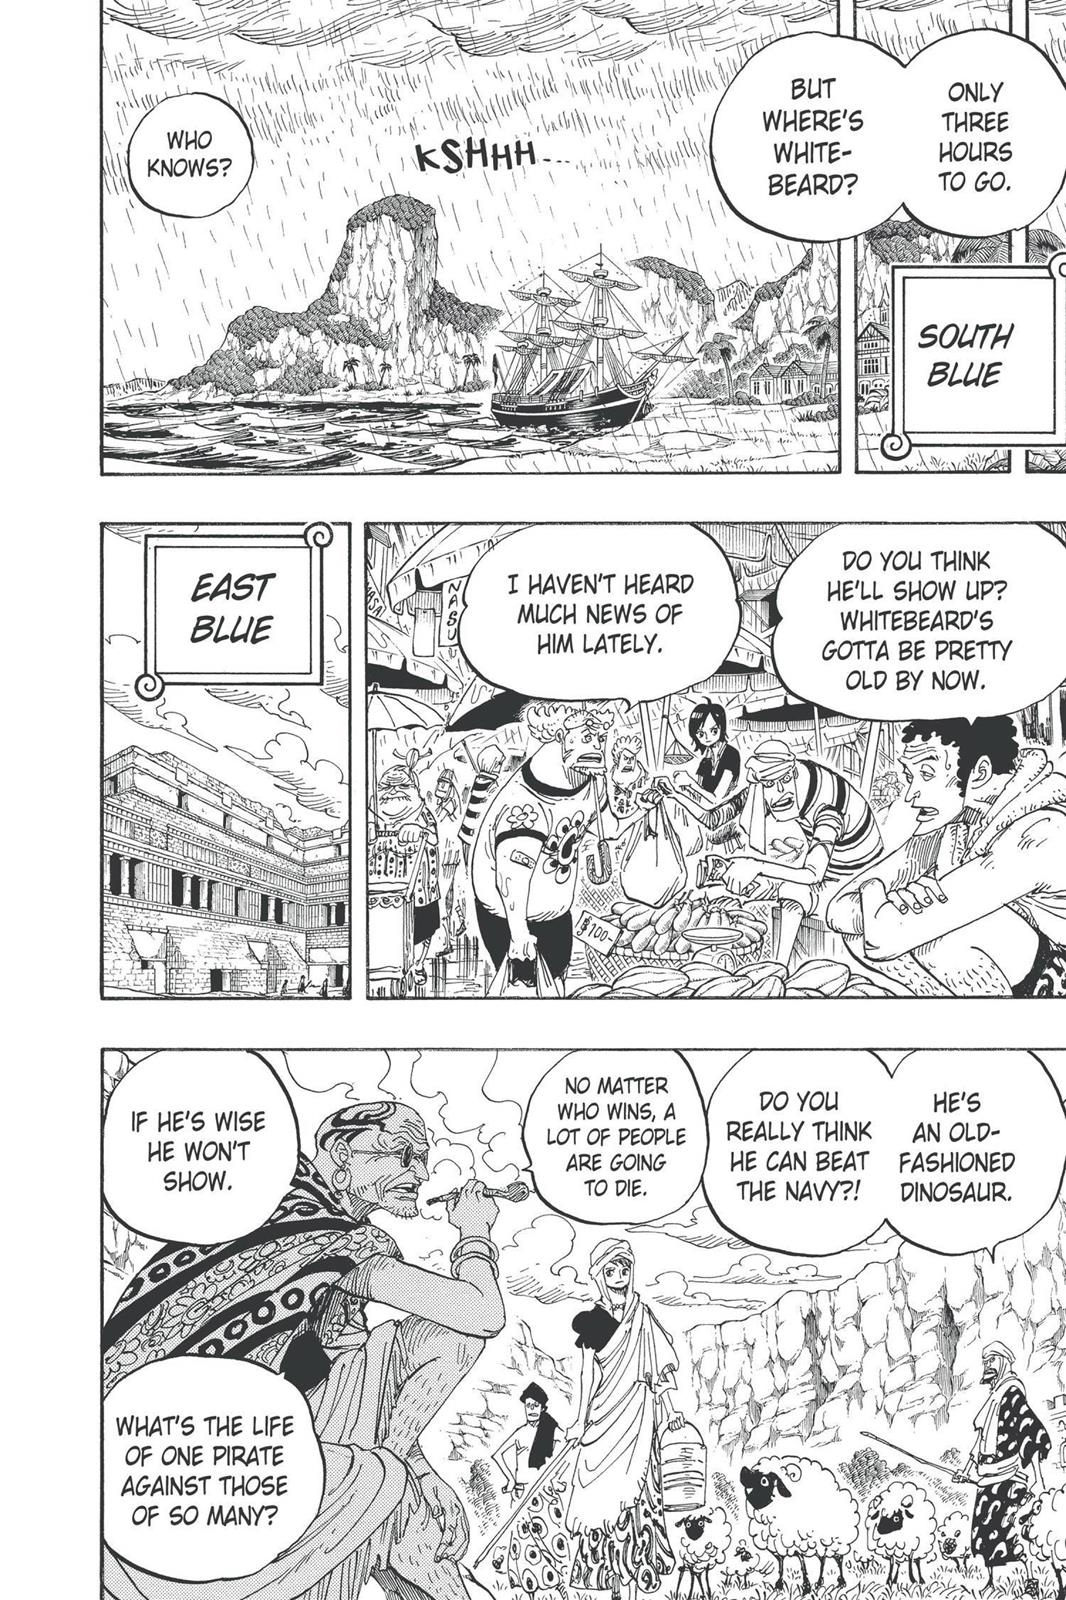 ONLY
THREE
HOURS
TO GO.
BUT
WHERE'S
WHITE-
BEARD?
SOUTH
BLUE
KSHHH....
WHO
KNOWS?
DO YOU THINK
HE'LL SHOW UP?
WHITEBEARD'S
GOTTA BE PRETTY
OLD BY NOW.
I HAVEN'T HEARD
MUCH NEWS OF
HIM LATELY.
NASU
100-
EAST
BLUE
HE'S
AN OLD-
FASHIONED
DINOSAUR.
DO YOU
REALLY THINK
HE CAN BEAT
THE NAVY?!
NO MATTER
WHO WINS, A
LOT OF PEOPLE
ARE GOING
TO DIE.
IF HE'S WISE
HE WON'T
SHOW.
WHAT'S THE LIFE
OF ONE PIRATE
AGAINST THOSE
OF SO MANY?